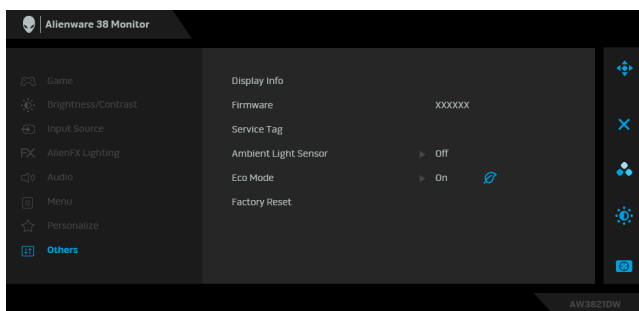 Alienware 38 Monitor
Game
Brightness/Contrast
Input Source
AlienFX Lighting
Audio
Menu
Personalize
Others
Display Info
Firmware XXXXXX
Service Tag
Ambient Light Sensor Off
Eco Mode On
Factory Reset
AW3821DW